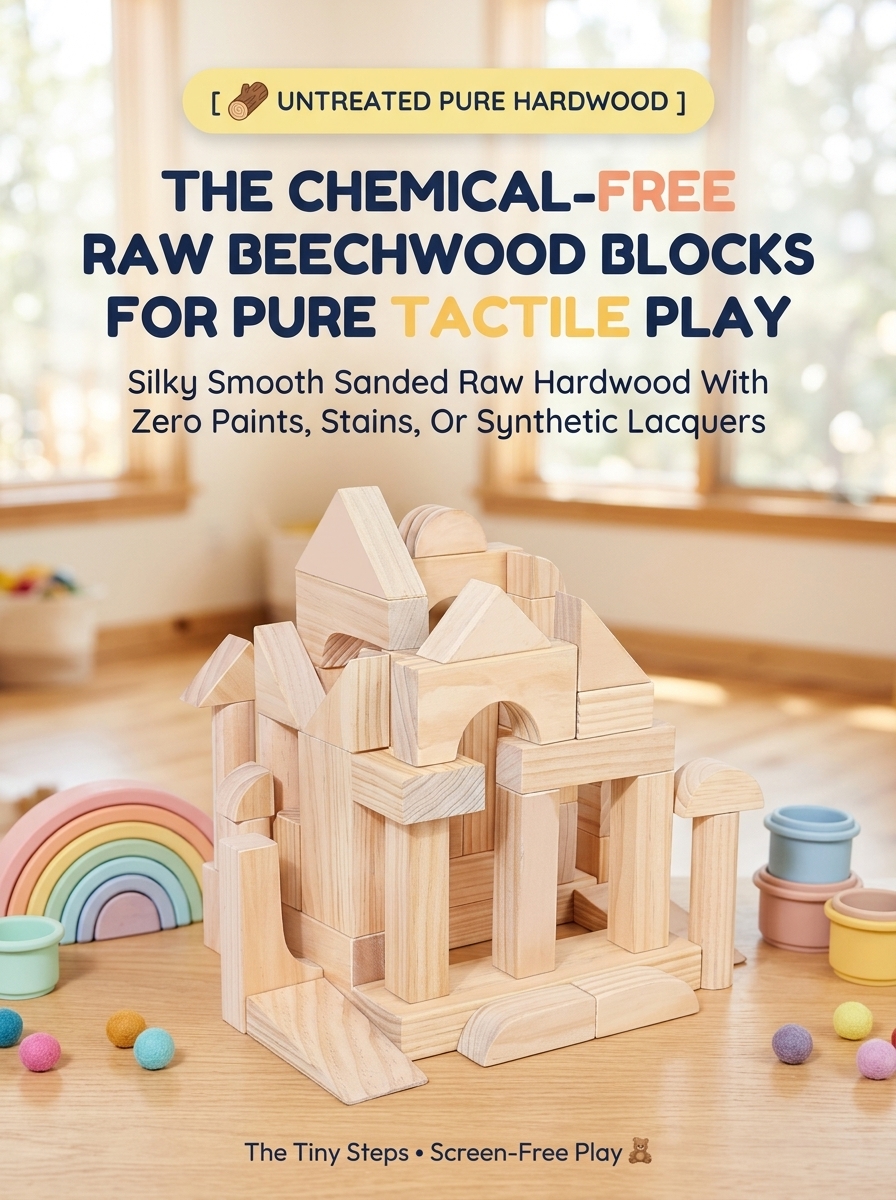 [ 🪵 UNTREATED PURE HARDWOOD ]
THE CHEMICAL-FREE
RAW BEECHWOOD BLOCKS
FOR PURE TACTILE PLAY
Silky Smooth Sanded Raw Hardwood With
Zero Paints, Stains, Or Synthetic Lacquers
The Tiny Steps • Screen-Free Play 🧸